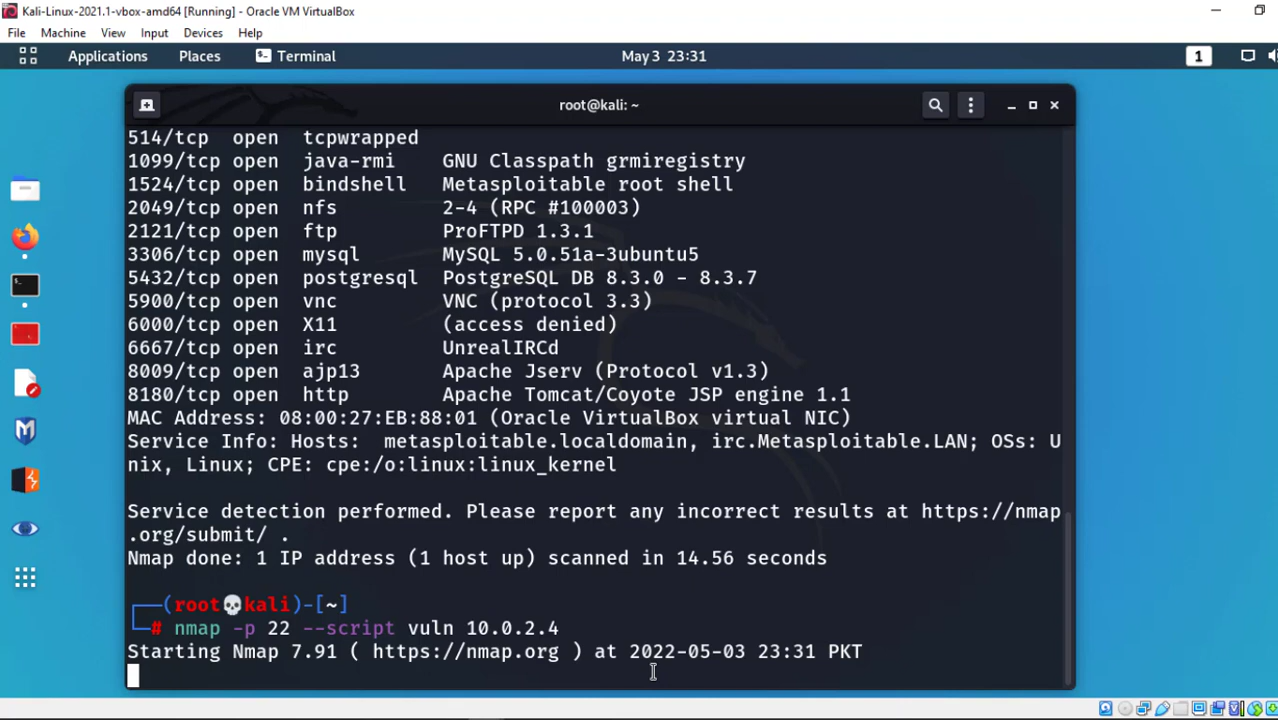 Kali-Linux-2021.1-vbox-amd64 [Running] - Oracle VM VirtualBox
File Machine View Input Devices Help
Applications Places Terminal May 3 23:31 1
root@kali: ~
514/tcp open tcpwrapped
1099/tcp open java-rmi GNU Classpath grmiregistry
1524/tcp open bindshell Metasploitable root shell
2049/tcp open nfs 2-4 (RPC #100003)
2121/tcp open ftp ProFTPD 1.3.1
3306/tcp open mysql MySQL 5.0.51a-3ubuntu5
5432/tcp open postgresql PostgreSQL DB 8.3.0 - 8.3.7
5900/tcp open vnc VNC (protocol 3.3)
6000/tcp open X11 (access denied)
6667/tcp open irc UnrealIRCd
8009/tcp open ajp13 Apache Jserv (Protocol v1.3)
8180/tcp open http Apache Tomcat/Coyote JSP engine 1.1
MAC Address: 08:00:27:EB:88:01 (Oracle VirtualBox virtual NIC)
Service Info: Hosts:  metasploitable.localdomain, irc.Metasploitable.LAN; OSs: U
nix, Linux; CPE: cpe:/o:linux:linux_kernel
Service detection performed. Please report any incorrect results at https://nmap
.org/submit/ .
Nmap done: 1 IP address (1 host up) scanned in 14.56 seconds
┌──(root💀kali)-[~]
└─# nmap -p 22 --script vuln 10.0.2.4
Starting Nmap 7.91 ( https://nmap.org ) at 2022-05-03 23:31 PKT